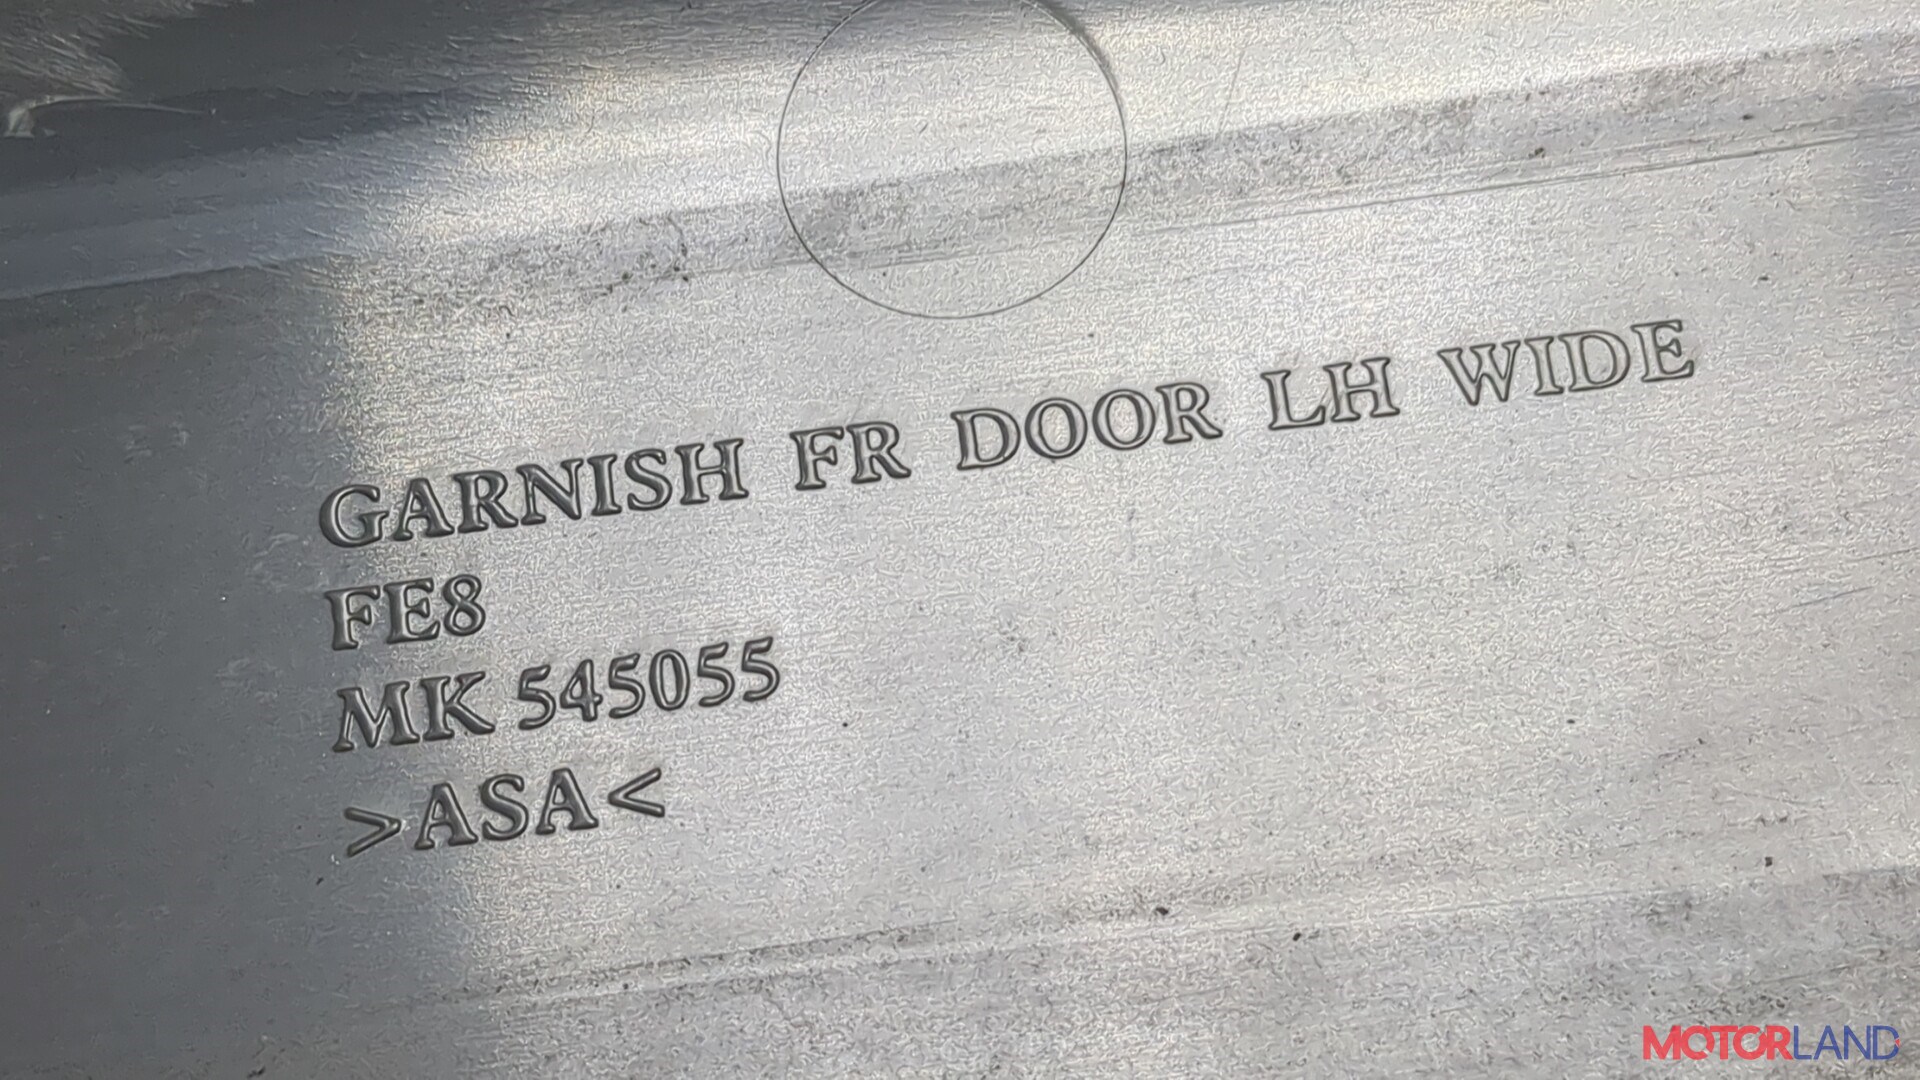 GARNISH FR DOOR LH WIDE
FE8
MK 545055
>ASA<
MOTORLAND